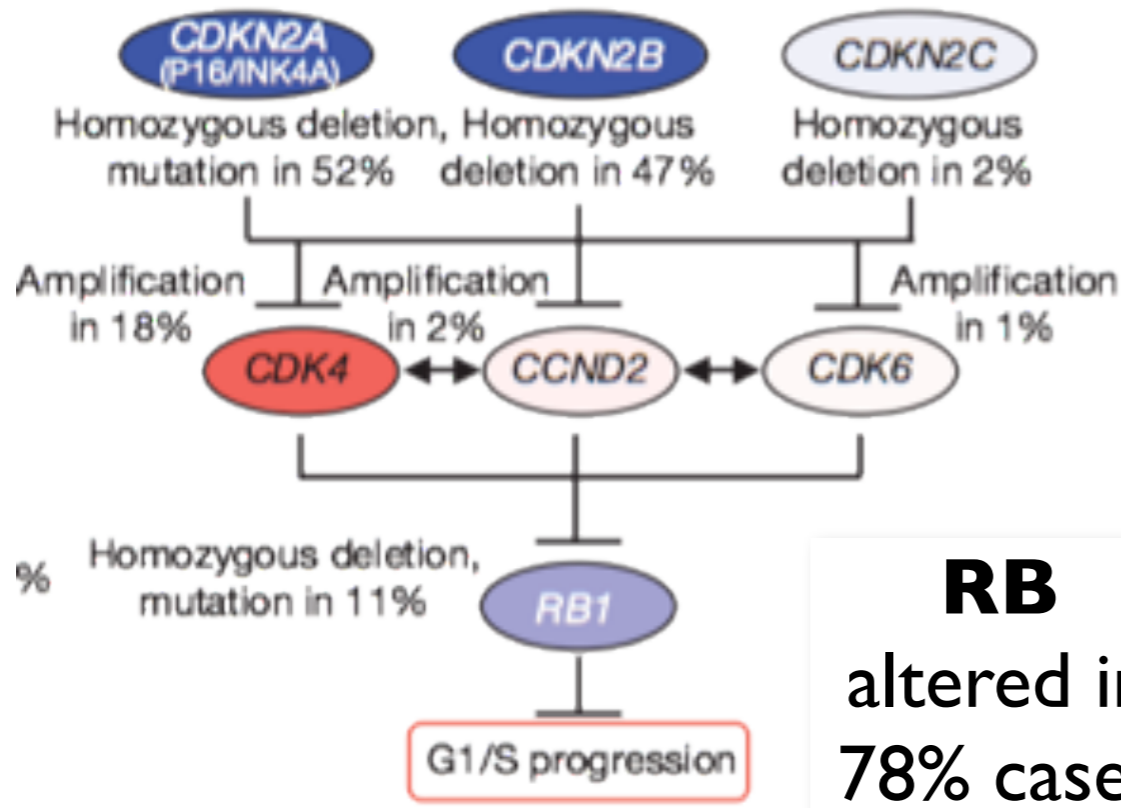 CDKN2A
(P16/INK4A)
CDKN2B
CDKN2C
Homozygous deletion,
mutation in 52%
Homozygous
deletion in 47%
Homozygous
deletion in 2%
Amplification
in 18%
Amplification
in 2%
Amplification
in 1%
CDK4
CCND2
CDK6
%
Homozygous deletion,
mutation in 11%
RB1
G1/S progression
RB
altered in
78% case